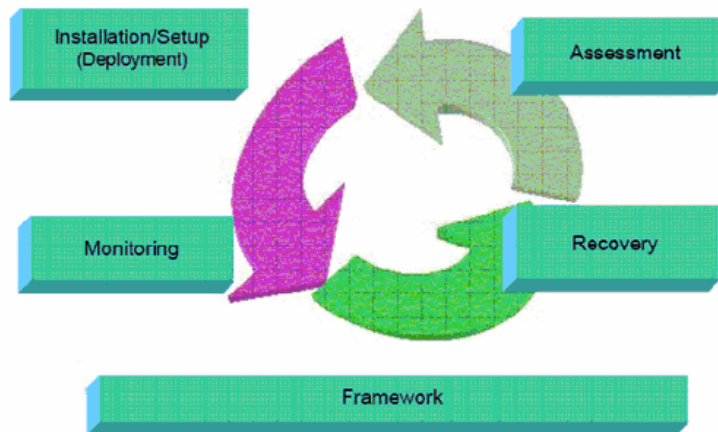 Installation/Setup
(Deployment)
Assessment
Monitoring
Recovery
Framework